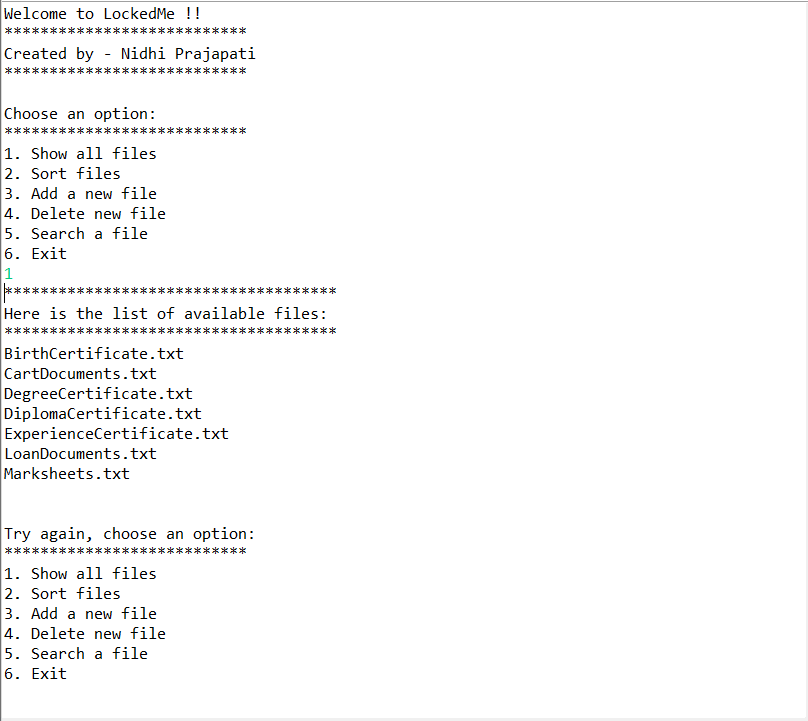 Welcome to LockedMe !!
***************************
Created by - Nidhi Prajapati
***************************
Choose an option:
***************************
1. Show all files
2. Sort files
3. Add a new file
4. Delete new file
5. Search a file
6. Exit
1
*************************************
Here is the list of available files:
*************************************
BirthCertificate.txt
CartDocuments.txt
DegreeCertificate.txt
DiplomaCertificate.txt
ExperienceCertificate.txt
LoanDocuments.txt
Marksheets.txt
Try again, choose an option:
***************************
1. Show all files
2. Sort files
3. Add a new file
4. Delete new file
5. Search a file
6. Exit